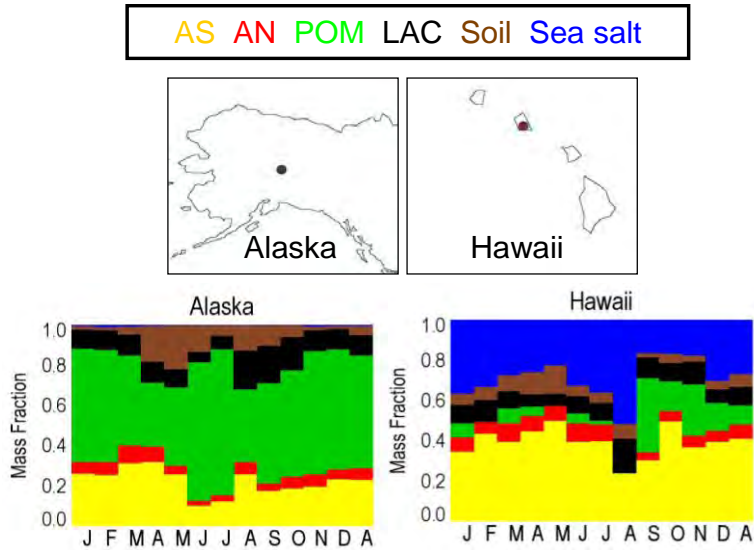 AS AN POM LAC Soil Sea salt
Alaska
Hawaii
Alaska
Mass Fraction
1.0
0.8
0.6
0.4
0.2
0.0
J F M A M J J A S O N A
Hawaii
Mass Fraction
1.0
0.8
0.6
0.4
0.2
0.0
J F M A M J J A S O N A